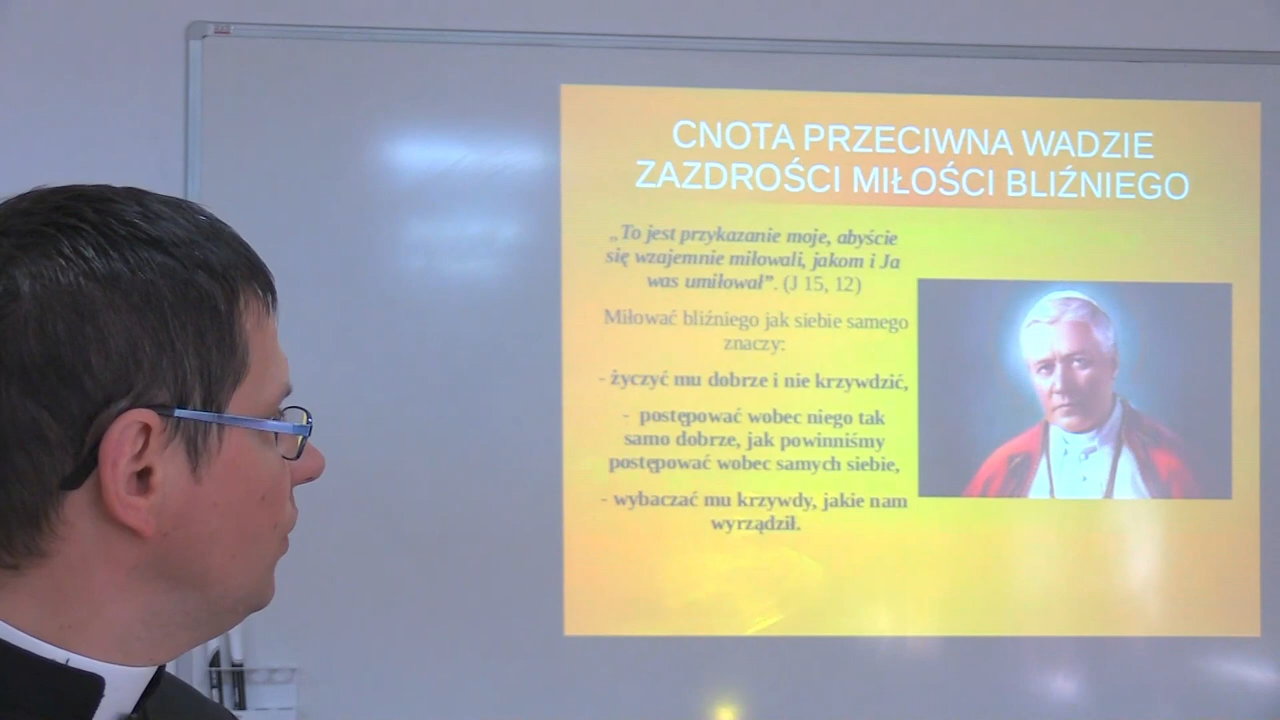 CNOTA PRZECIWNA WADZIE
ZAZDROŚCI MIŁOŚCI BLIŹNIEGO
„To jest przykazanie moje, abyście
się wzajemnie miłowali, jakom i Ja
was umiłował”. (J 15, 12)
Miłować bliźniego jak siebie samego
znaczy:
- życzyć mu dobrze i nie krzywdzić,
- postępować wobec niego tak
samo dobrze, jak powinniśmy
postępować wobec samych siebie,
- wybaczać mu krzywdy, jakie nam
wyrządził.